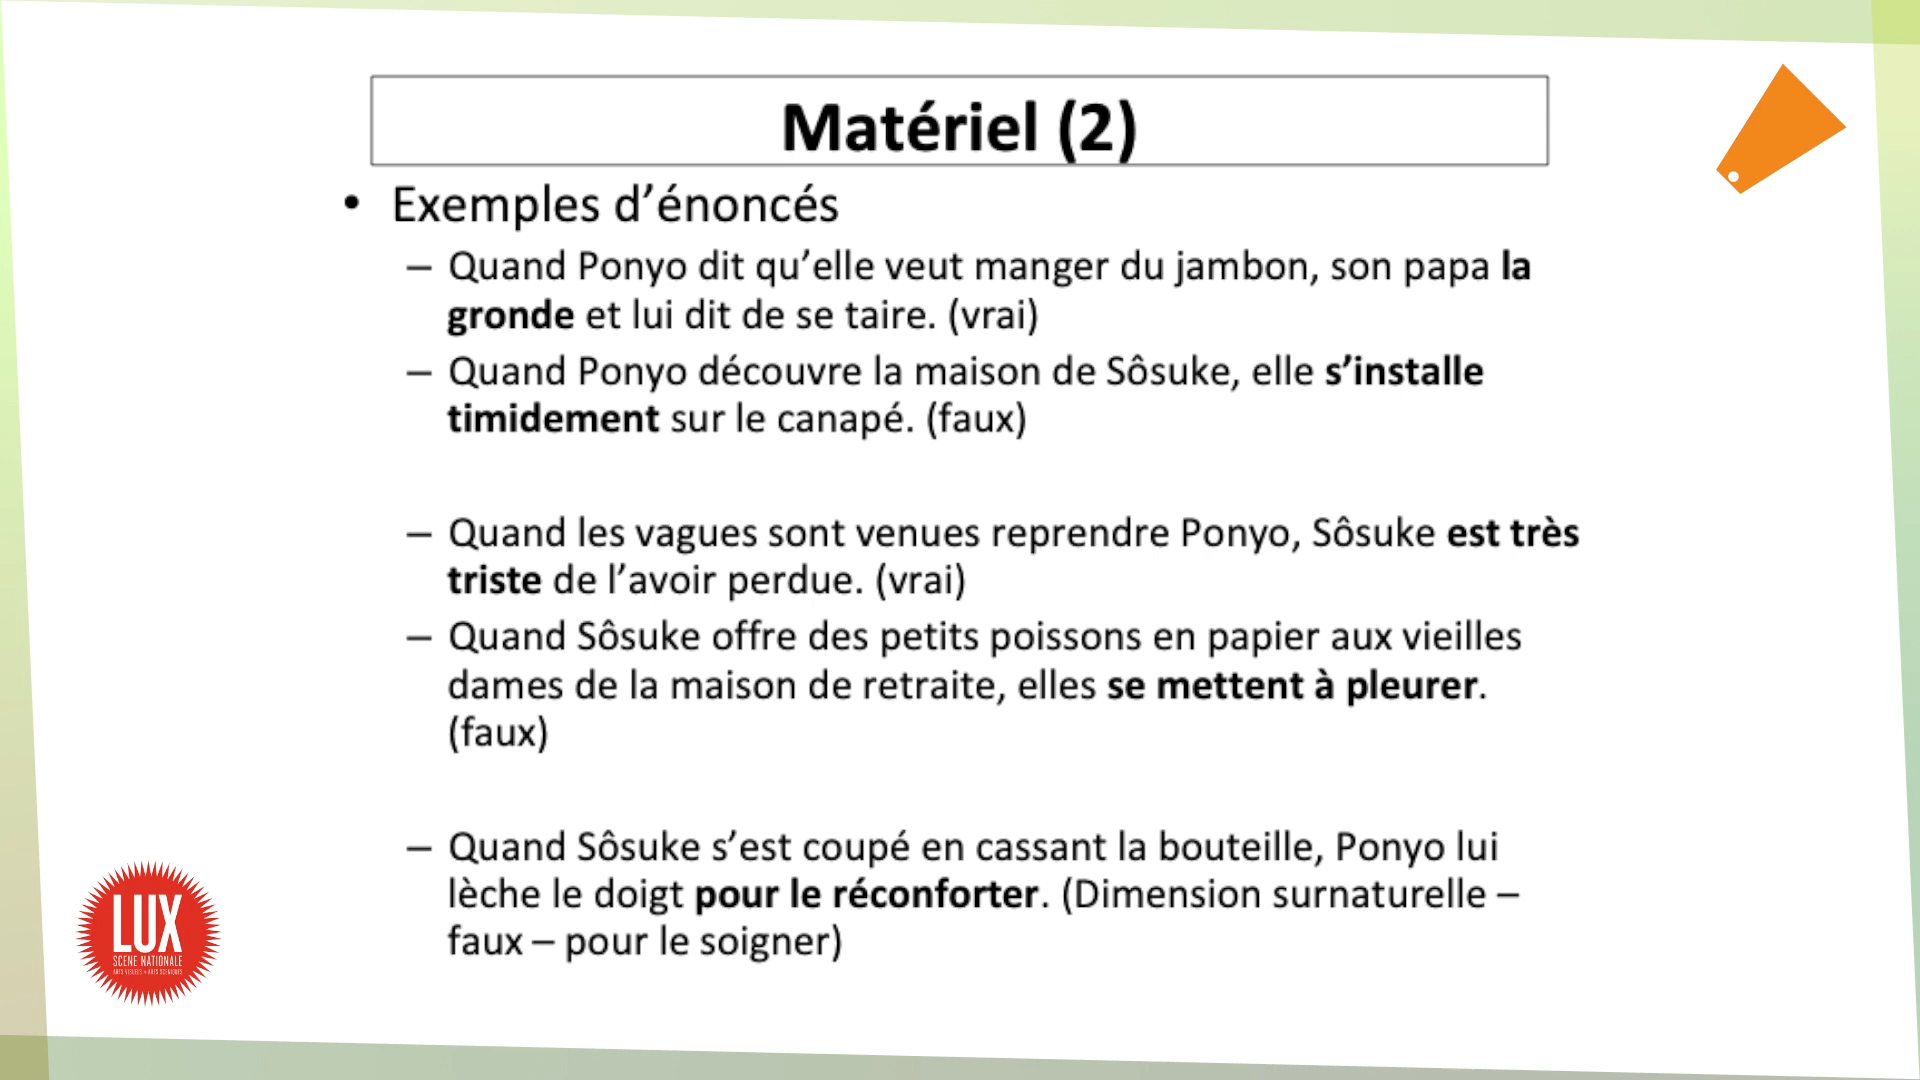 Matériel (2)
• Exemples d’énoncés
– Quand Ponyo dit qu’elle veut manger du jambon, son papa la
gronde et lui dit de se taire. (vrai)
– Quand Ponyo découvre la maison de Sôsuke, elle s’installe
timidement sur le canapé. (faux)
– Quand les vagues sont venues reprendre Ponyo, Sôsuke est très
triste de l’avoir perdue. (vrai)
– Quand Sôsuke offre des petits poissons en papier aux vieilles
dames de la maison de retraite, elles se mettent à pleurer.
(faux)
– Quand Sôsuke s’est coupé en cassant la bouteille, Ponyo lui
lèche le doigt pour le réconforter. (Dimension surnaturelle –
faux – pour le soigner)
LUX
SCÈNE NATIONALE
ARTS VISUELS + ARTS SCÉNIQUES